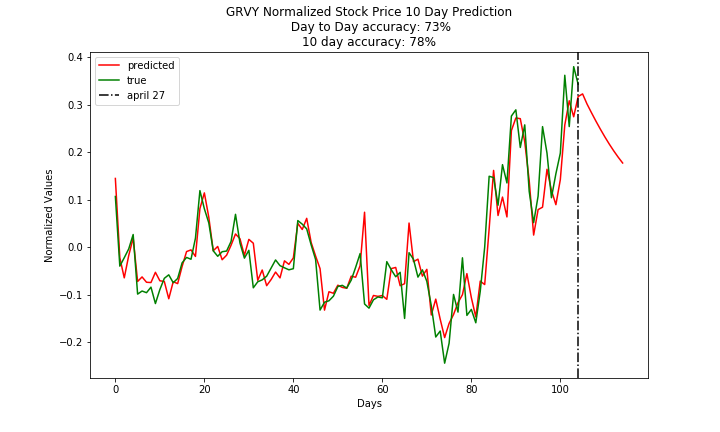 GRVY Normalized Stock Price 10 Day Prediction
Day to Day accuracy: 73%
10 day accuracy: 78%
predicted
true
april 27
Normalized Values
0.4
0.3
0.2
0.1
0.0
−0.1
−0.2
0
20
40
60
80
100
Days